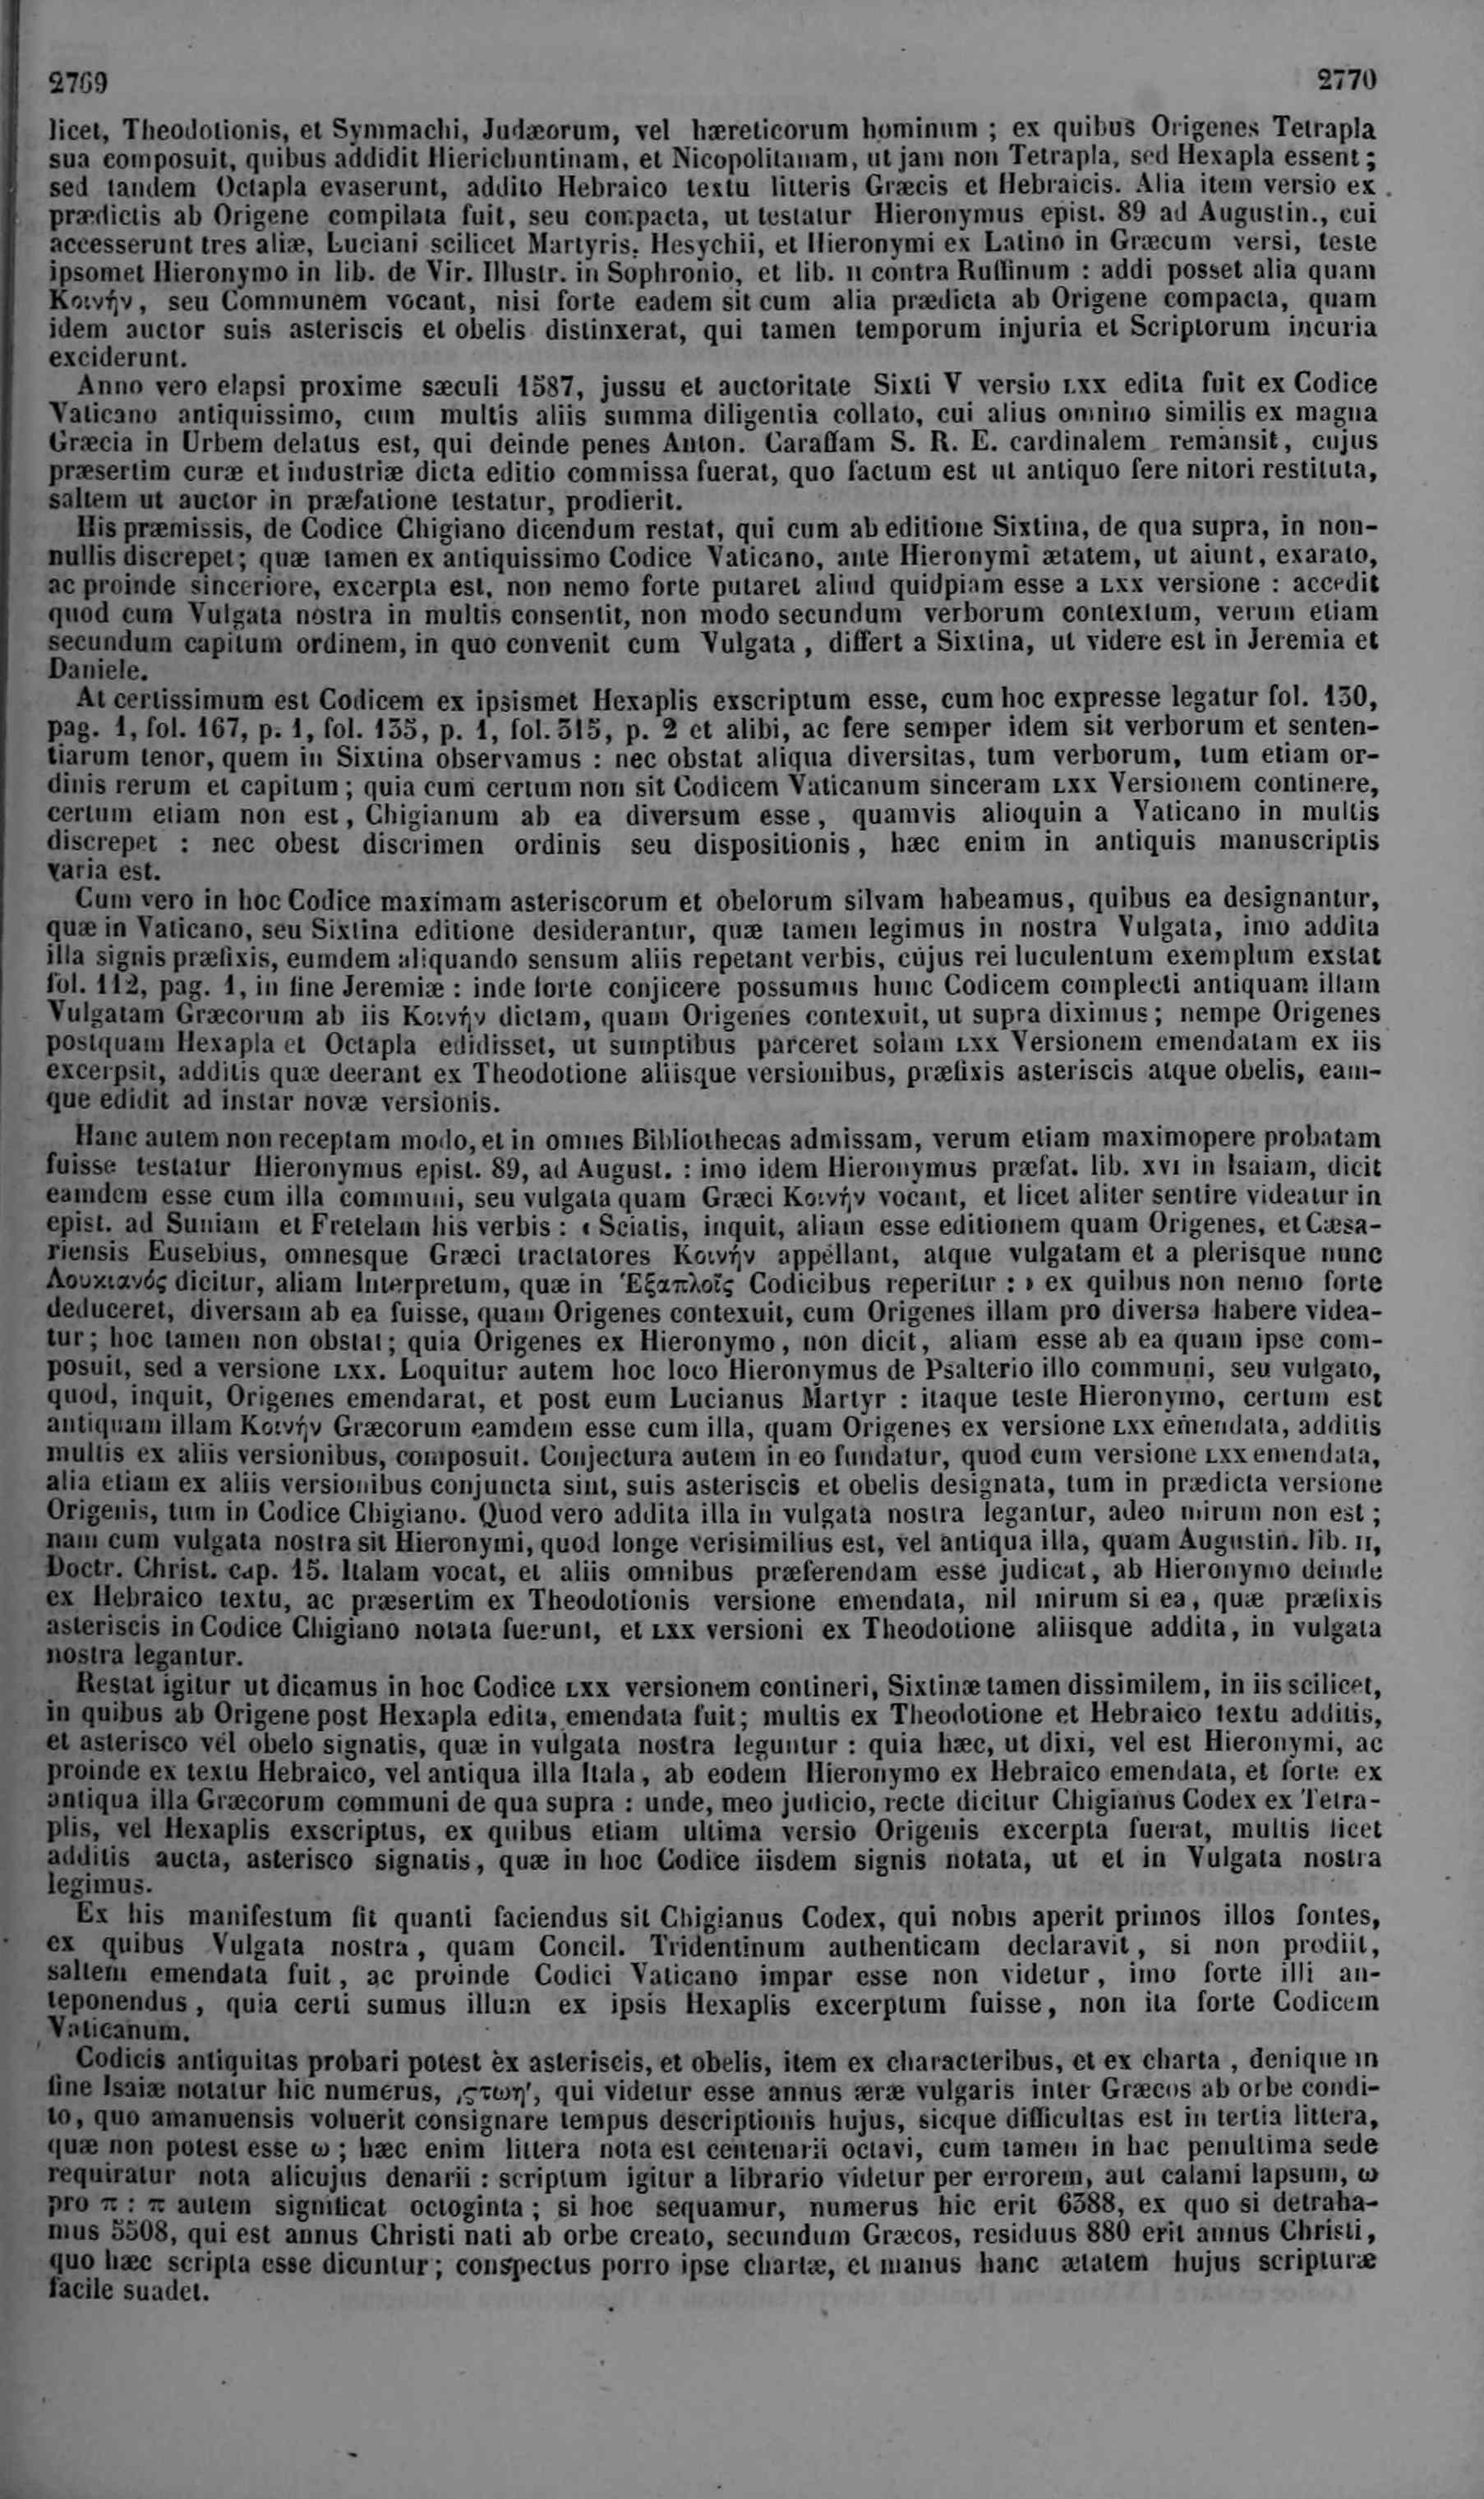 2769 2770
licet, Theodotionis, et Symmachi, Judæorum, vel hæreticorum hominum ; ex quibus Origenes Tetrapla
sua composuit, quibus addidit Hierichuntinam, et Nicopolitanam, ut jam non Tetrapla, sed Hexapla essent ;
sed tandem Octapla evaserunt, addito Hebraico textu litteris Græcis et Hebraicis. Alia item versio ex
prædictis ab Origene compilata fuit, seu compacta, ut testatur Hieronymus epist. 89 ad Augustin., cui
accesserunt tres aliæ, Luciani scilicet Martyris, Hesychii, et Hieronymi ex Latino in Græcum versi, teste
ipsomet Hieronymo in lib. de Vir. Illustr. in Sophronio, et lib. II contra Ruffinum : addi posset alia quam
Κοινήν, seu Communem vocant, nisi forte eadem sit cum alia prædicta ab Origene compacta, quam
idem auctor suis asteriscis et obelis distinxerat, qui tamen temporum injuria et Scriptorum incuria
exciderunt.
Anno vero elapsi proxime sæculi 1587, jussu et auctoritate Sixti V versio LXX edita fuit ex Codice
Vaticano antiquissimo, cum multis aliis summa diligentia collato, cui alius omnino similis ex magna
Græcia in Urbem delatus est, qui deinde penes Anton. Caraffam S. R. E. cardinalem remansit, cujus
præsertim curæ et industriæ dicta editio commissa fuerat, quo factum est ut antiquo fere nitori restituta,
saltem ut auctor in præfatione testatur, prodierit.
His præmissis, de Codice Chigiano dicendum restat, qui cum ab editione Sixtina, de qua supra, in non-
nullis discrepet; quæ tamen ex antiquissimo Codice Vaticano, ante Hieronymi ætatem, ut aiunt, exarato,
ac proinde sinceriore, excerpta est, non nemo forte putaret aliud quidpiam esse a LXX versione : accedit
quod cum Vulgata nostra in multis consentit, non modo secundum verborum contextum, verum etiam
secundum capitum ordinem, in quo convenit cum Vulgata , differt a Sixtina, ut videre est in Jeremia et
Daniele.
At certissimum est Codicem ex ipsismet Hexaplis exscriptum esse, cum hoc expresse legatur fol. 130,
pag. 1, fol. 167, p. 1, fol. 135, p. 1, fol. 315, p. 2 et alibi, ac fere semper idem sit verborum et senten-
tiarum tenor, quem in Sixtina observamus : nec obstat aliqua diversitas, tum verborum, tum etiam or-
dinis rerum et capitum ; quia cum certum non sit Codicem Vaticanum sinceram LXX Versionem continere,
certum etiam non est, Chigianum ab ea diversum esse, quamvis alioquin a Vaticano in multis
discrepet : nec obest discrimen ordinis seu dispositionis, hæc enim in antiquis manuscriptis
varia est.
Cum vero in hoc Codice maximam asteriscorum et obelorum silvam habeamus, quibus ea designantur,
quæ in Vaticano, seu Sixtina editione desiderantur, quæ tamen legimus in nostra Vulgata, imo addita
illa signis præfixis, eumdem aliquando sensum aliis repetant verbis, cujus rei luculentum exemplum exstat
fol. 112, pag. 1, in fine Jeremiæ : inde forte conjicere possumus hunc Codicem complecti antiquam illam
Vulgatam Græcorum ab iis Κοινήν dictam, quam Origenes contexuit, ut supra diximus ; nempe Origenes
postquam Hexapla et Octapla edidisset, ut sumptibus parceret solam LXX Versionem emendatam ex iis
excerpsit, additis quæ deerant ex Theodotione aliisque versionibus, præfixis asteriscis atque obelis, eam-
que edidit ad instar novæ versionis.
Hanc autem non receptam modo, et in omnes Bibliothecas admissam, verum etiam maximopere probatam
fuisse testatur Hieronymus epist. 89, ad August. : imo idem Hieronymus præfat. lib. XVI in Isaiam, dicit
eamdem esse cum illa communi, seu vulgata quam Græci Κοινήν vocant, et licet aliter sentire videatur in
epist. ad Suniam et Fretelam his verbis : « Sciatis, inquit, aliam esse editionem quam Origenes, et Cæsa-
riensis Eusebius, omnesque Græci tractatores Κοινήν appellant, atque vulgatam et a plerisque nunc
Λουκιανός dicitur, aliam Interpretum, quæ in Ἑξαπλοῖς Codicibus reperitur : » ex quibus non nemo forte
deduceret, diversam ab ea fuisse, quam Origenes contexuit, cum Origenes illam pro diversa habere videa-
tur ; hoc tamen non obstat ; quia Origenes ex Hieronymo, non dicit, aliam esse ab ea quam ipse com-
posuit, sed a versione LXX. Loquitur autem hoc loco Hieronymus de Psalterio illo communi, seu vulgato,
quod, inquit, Origenes emendarat, et post eum Lucianus Martyr : itaque teste Hieronymo, certum est
antiquam illam Κοινήν Græcorum eamdem esse cum illa, quam Origenes ex versione LXX emendata, additis
multis ex aliis versionibus, composuit. Conjectura autem in eo fundatur, quod cum versione LXX emendata,
alia etiam ex aliis versionibus conjuncta sint, suis asteriscis et obelis designata, tum in prædicta versione
Origenis, tum in Codice Chigiano. Quod vero addita illa in vulgata nostra legantur, adeo mirum non est ;
nam cum vulgata nostra sit Hieronymi, quod longe verisimilius est, vel antiqua illa, quam Augustin. lib. II,
Doctr. Christ. cap. 15. Italam vocat, et aliis omnibus præferendam esse judicat, ab Hieronymo deinde
ex Hebraico textu, ac præsertim ex Theodotionis versione emendata, nil mirum si ea, quæ præfixis
asteriscis in Codice Chigiano notata fuerunt, et LXX versioni ex Theodotione aliisque addita, in vulgata
nostra legantur.
Restat igitur ut dicamus in hoc Codice LXX versionem contineri, Sixtinæ tamen dissimilem, in iis scilicet,
in quibus ab Origene post Hexapla edita, emendata fuit; multis ex Theodotione et Hebraico textu additis,
et asterisco vel obelo signatis, quæ in vulgata nostra leguntur : quia hæc, ut dixi, vel est Hieronymi, ac
proinde ex textu Hebraico, vel antiqua illa Itala, ab eodem Hieronymo ex Hebraico emendata, et forte ex
antiqua illa Græcorum communi de qua supra : unde, meo judicio, recte dicitur Chigianus Codex ex Tetra-
plis, vel Hexaplis exscriptus, ex quibus etiam ultima versio Origenis excerpta fuerat, multis licet
additis aucta, asterisco signatis, quæ in hoc Codice iisdem signis notata, ut et in Vulgata nostra
legimus.
Ex his manifestum fit quanti faciendus sit Chigianus Codex, qui nobis aperit primos illos fontes,
ex quibus Vulgata nostra, quam Concil. Tridentinum authenticam declaravit, si non prodiit,
saltem emendata fuit, ac proinde Codici Vaticano impar esse non videtur, imo forte illi an-
teponendus, quia certi sumus illum ex ipsis Hexaplis excerptum fuisse, non ita forte Codicem
Vaticanum.
Codicis antiquitas probari potest ex asteriscis, et obelis, item ex characteribus, et ex charta , denique in
fine Isaiæ notatur hic numerus, ͵ςτωη', qui videtur esse annus æræ vulgaris inter Græcos ab orbe condi-
to, quo amanuensis voluerit consignare tempus descriptionis hujus, sicque difficultas est in tertia littera,
quæ non potest esse ω ; hæc enim littera nota est centenarii octavi, cum tamen in hac penultima sede
requiratur nota alicujus denarii : scriptum igitur a librario videtur per errorem, aut calami lapsum, ω
pro π : π autem significat octoginta ; si hoc sequamur, numerus hic erit 6388, ex quo si detraha-
mus 5508, qui est annus Christi nati ab orbe creato, secundum Græcos, residuus 880 erit annus Christi,
quo hæc scripta esse dicuntur ; conspectus porro ipse chartæ, et manus hanc ætatem hujus scripturæ
facile suadet.